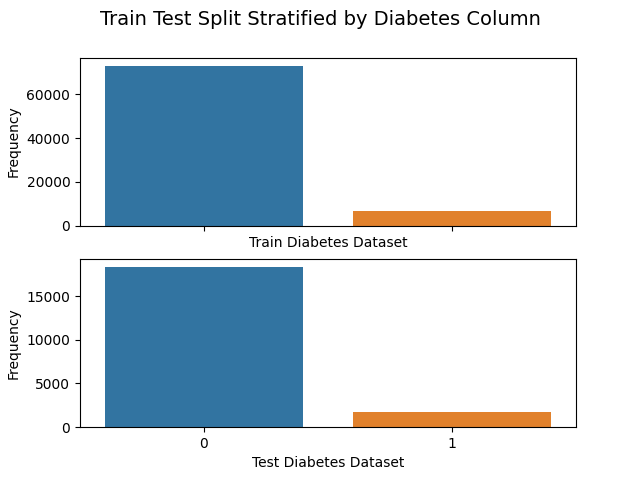 Train Test Split Stratified by Diabetes Column
60000
40000
20000
0
Frequency
Train Diabetes Dataset
15000
10000
5000
0
Frequency
0 1
Test Diabetes Dataset